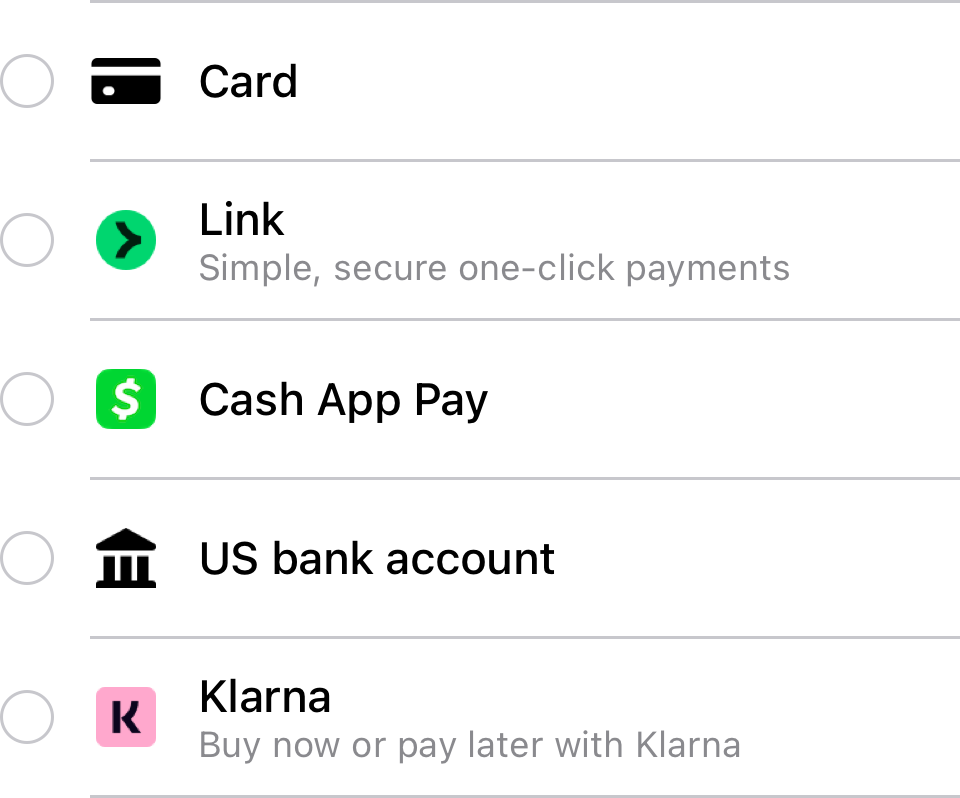 Card
Link
Simple, secure one-click payments
$
Cash App Pay
US bank account
K
Klarna
Buy now or pay later with Klarna